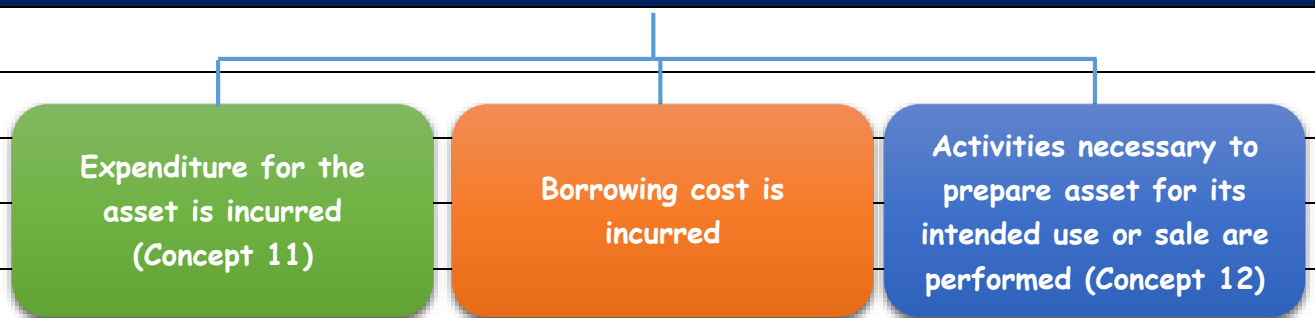 Expenditure for the
asset is incurred
(Concept 11)
Borrowing cost is
incurred
Activities necessary to
prepare asset for its
intended use or sale are
performed (Concept 12)